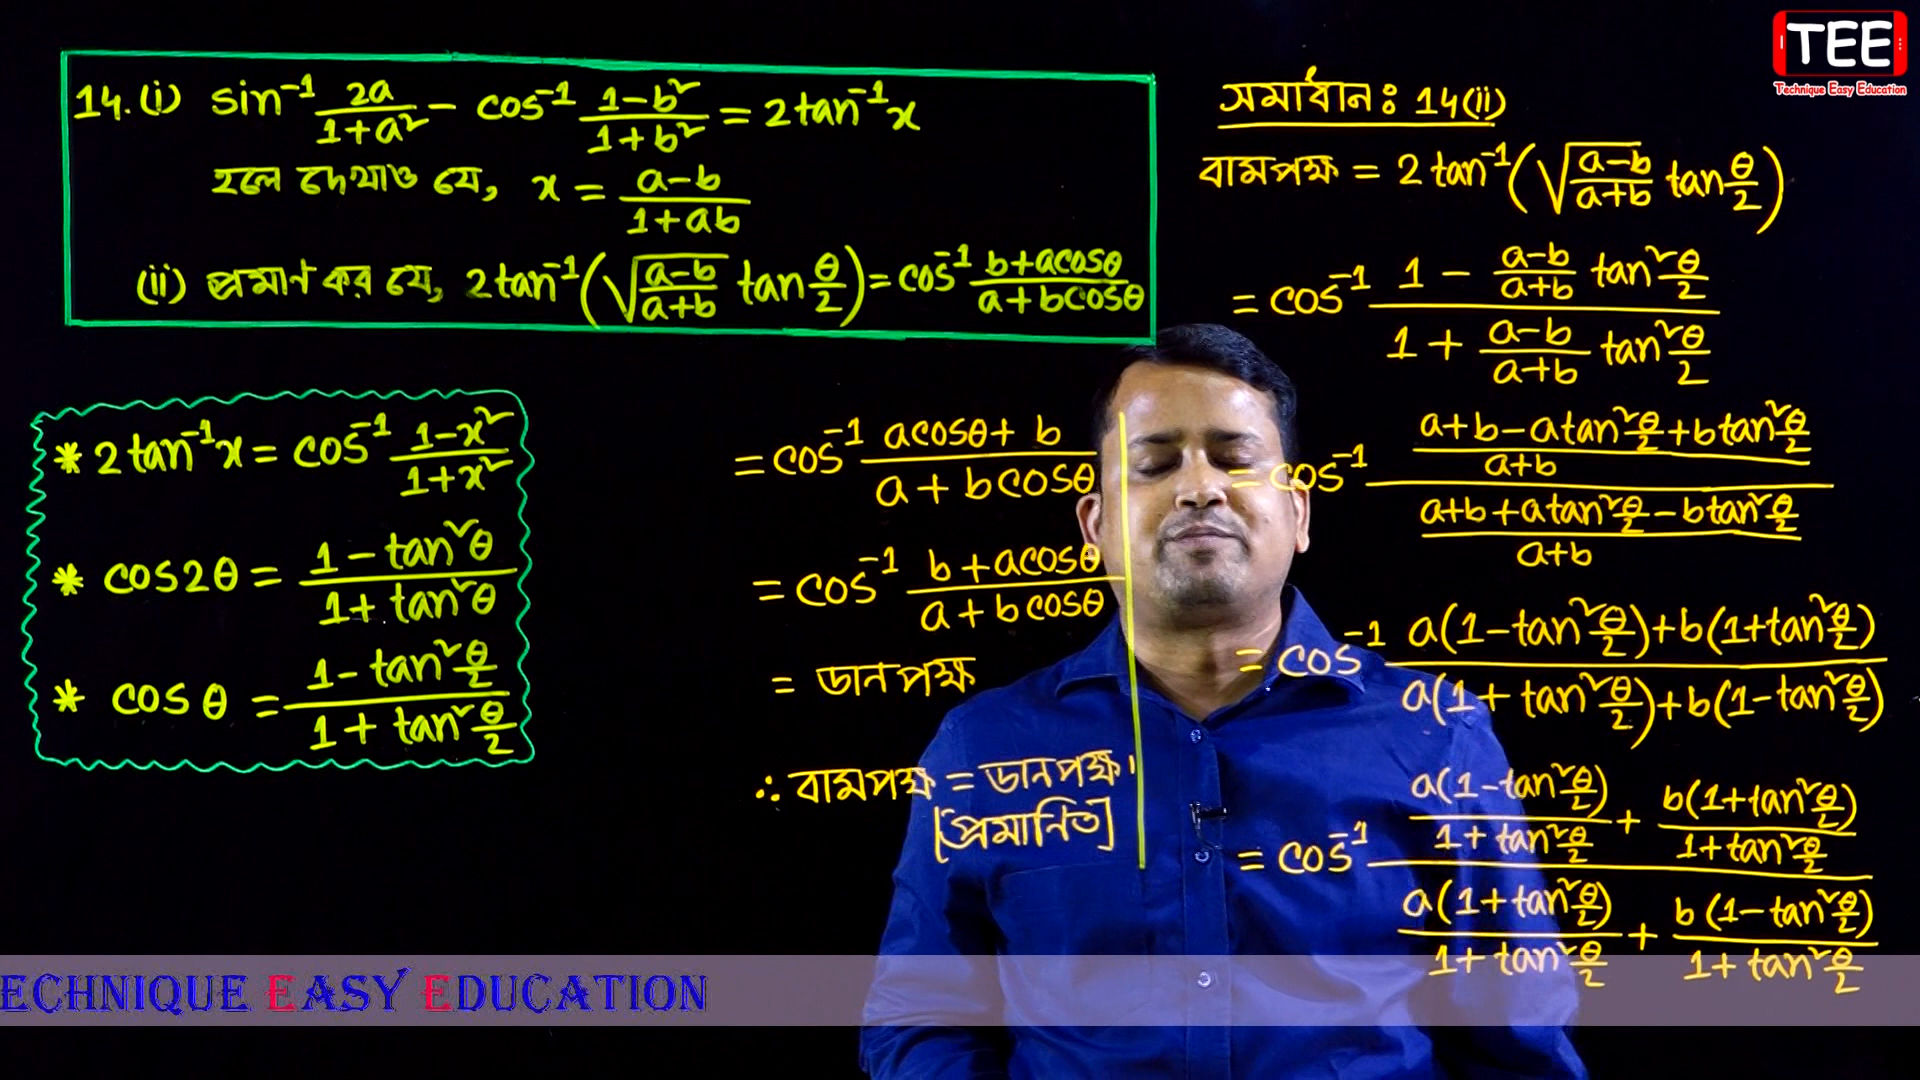 TEE
Technique Easy Education
14. (i) sin⁻¹ 2a/(1+a²) − cos⁻¹ (1−b²)/(1+b²) = 2tan⁻¹x
হলে দেখাও যে, x = (a−b)/(1+ab)
(ii) প্রমাণ কর যে, 2tan⁻¹(√((a−b)/(a+b)) tan θ/2) = cos⁻¹ (b+acosθ)/(a+bcosθ)
* 2tan⁻¹x = cos⁻¹ (1−x²)/(1+x²)
* cos2θ = (1−tan²θ)/(1+tan²θ)
* cosθ = (1−tan²θ/2)/(1+tan²θ/2)
সমাধান: 14(ii)
বামপক্ষ = 2tan⁻¹(√((a−b)/(a+b)) tan θ/2)
= cos⁻¹ (1 − (a−b)/(a+b) tan²θ/2)/(1 + (a−b)/(a+b) tan²θ/2)
= cos⁻¹ ((a+b−atan²θ/2+btan²θ/2)/(a+b))/((a+b+atan²θ/2−btan²θ/2)/(a+b))
= cos⁻¹ (a(1−tan²θ/2)+b(1+tan²θ/2))/(a(1+tan²θ/2)+b(1−tan²θ/2))
= cos⁻¹ (a(1−tan²θ/2)/(1+tan²θ/2) + b(1+tan²θ/2)/(1+tan²θ/2))/(a(1+tan²θ/2)/(1+tan²θ/2) + b(1−tan²θ/2)/(1+tan²θ/2))
= cos⁻¹ (acosθ+b)/(a+bcosθ)
= cos⁻¹ (b+acosθ)/(a+bcosθ)
= ডানপক্ষ
∴ বামপক্ষ = ডানপক্ষ।
[প্রমানিত]
ECHNIQUE EASY EDUCATION